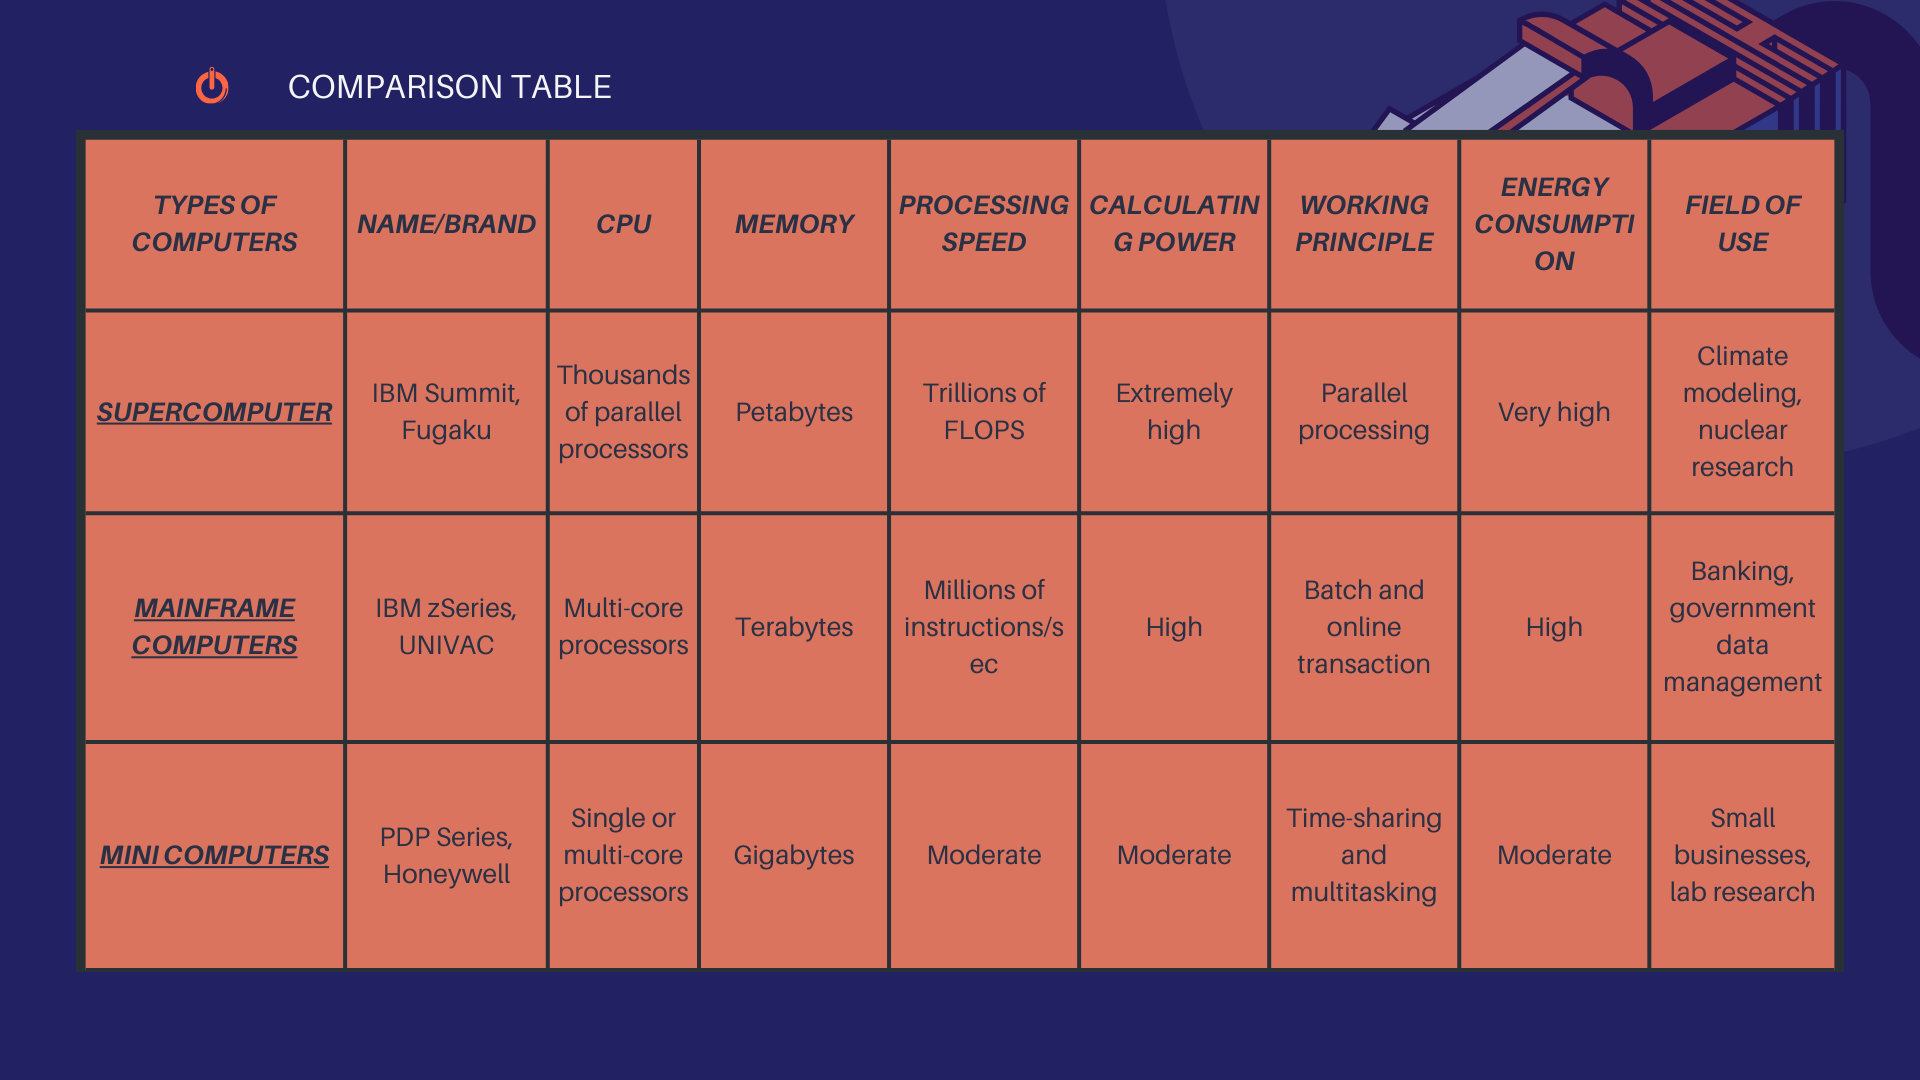 COMPARISON TABLE
TYPES OF
COMPUTERS
NAME/BRAND
CPU
MEMORY
PROCESSING
SPEED
CALCULATIN
G POWER
WORKING
PRINCIPLE
ENERGY
CONSUMPTI
ON
FIELD OF
USE
SUPERCOMPUTER
IBM Summit,
Fugaku
Thousands
of parallel
processors
Petabytes
Trillions of
FLOPS
Extremely
high
Parallel
processing
Very high
Climate
modeling,
nuclear
research
MAINFRAME
COMPUTERS
IBM zSeries,
UNIVAC
Multi-core
processors
Terabytes
Millions of
instructions/s
ec
High
Batch and
online
transaction
High
Banking,
government
data
management
MINI COMPUTERS
PDP Series,
Honeywell
Single or
multi-core
processors
Gigabytes
Moderate
Moderate
Time-sharing
and
multitasking
Moderate
Small
businesses,
lab research